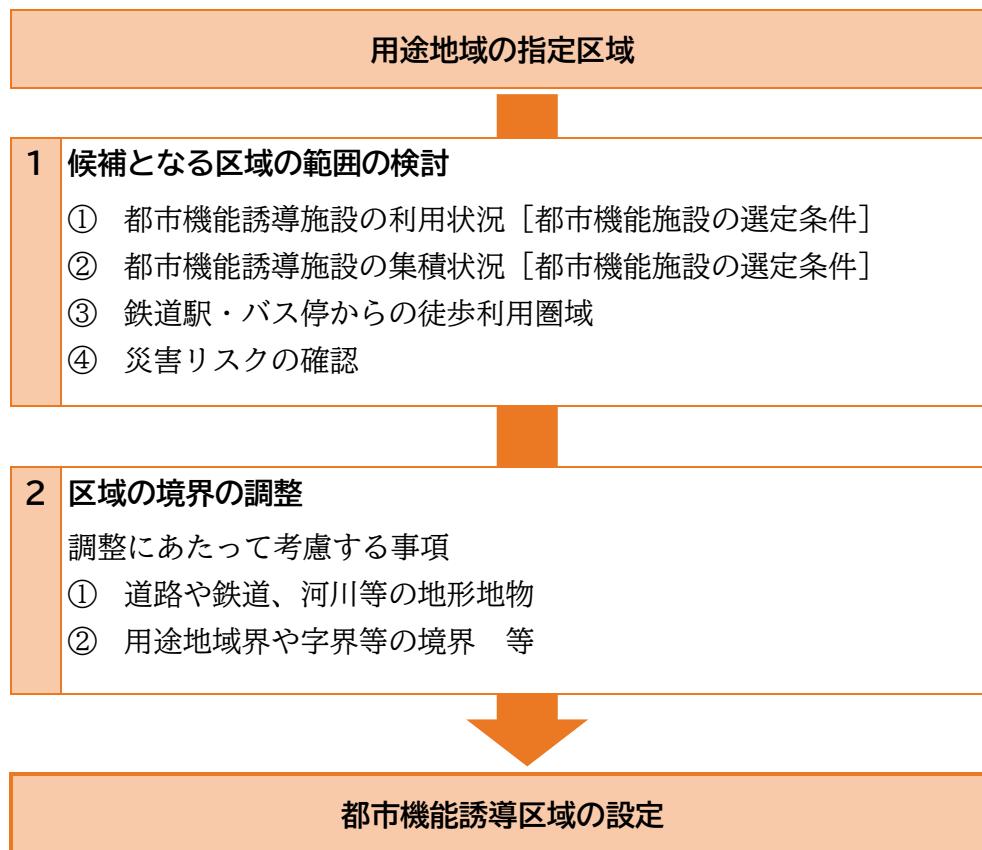 用途地域の指定区域
1 候補となる区域の範囲の検討
① 都市機能誘導施設の利用状況［都市機能施設の選定条件］
② 都市機能誘導施設の集積状況［都市機能施設の選定条件］
③ 鉄道駅・バス停からの徒歩利用圏域
④ 災害リスクの確認
2 区域の境界の調整
調整にあたって考慮する事項
① 道路や鉄道、河川等の地形地物
② 用途地域界や字界等の境界　等
都市機能誘導区域の設定